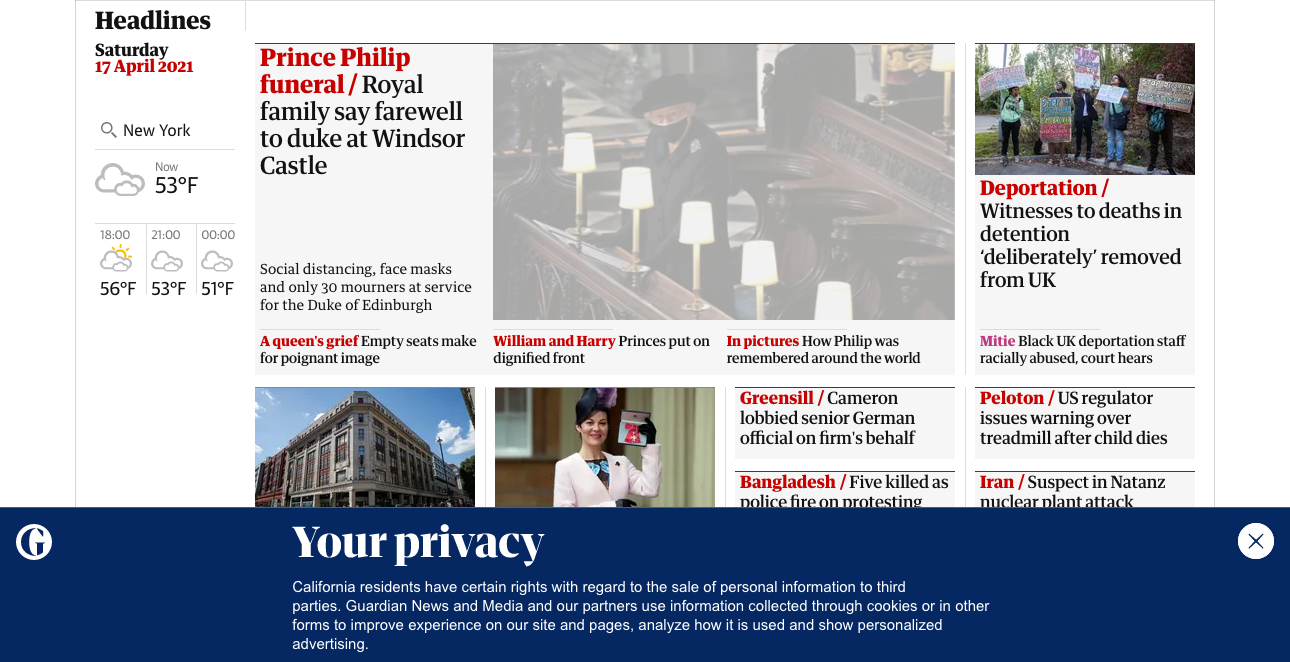 Headlines
Saturday
17 April 2021
New York
Now
53°F
18:00
21:00
00:00
56°F
53°F
51°F
Prince Philip
funeral / Royal
family say farewell
to duke at Windsor
Castle
Social distancing, face masks
and only 30 mourners at service
for the Duke of Edinburgh
A queen's grief Empty seats make
for poignant image
William and Harry Princes put on
dignified front
In pictures How Philip was
remembered around the world
Deportation /
Witnesses to deaths in
detention
‘deliberately’ removed
from UK
Mitie Black UK deportation staff
racially abused, court hears
Greensill / Cameron
lobbied senior German
official on firm's behalf
Peloton / US regulator
issues warning over
treadmill after child dies
Bangladesh / Five killed as
police fire on protesting
Iran / Suspect in Natanz
nuclear plant attack
G
Your privacy
California residents have certain rights with regard to the sale of personal information to third
parties. Guardian News and Media and our partners use information collected through cookies or in other
forms to improve experience on our site and pages, analyze how it is used and show personalized
advertising.